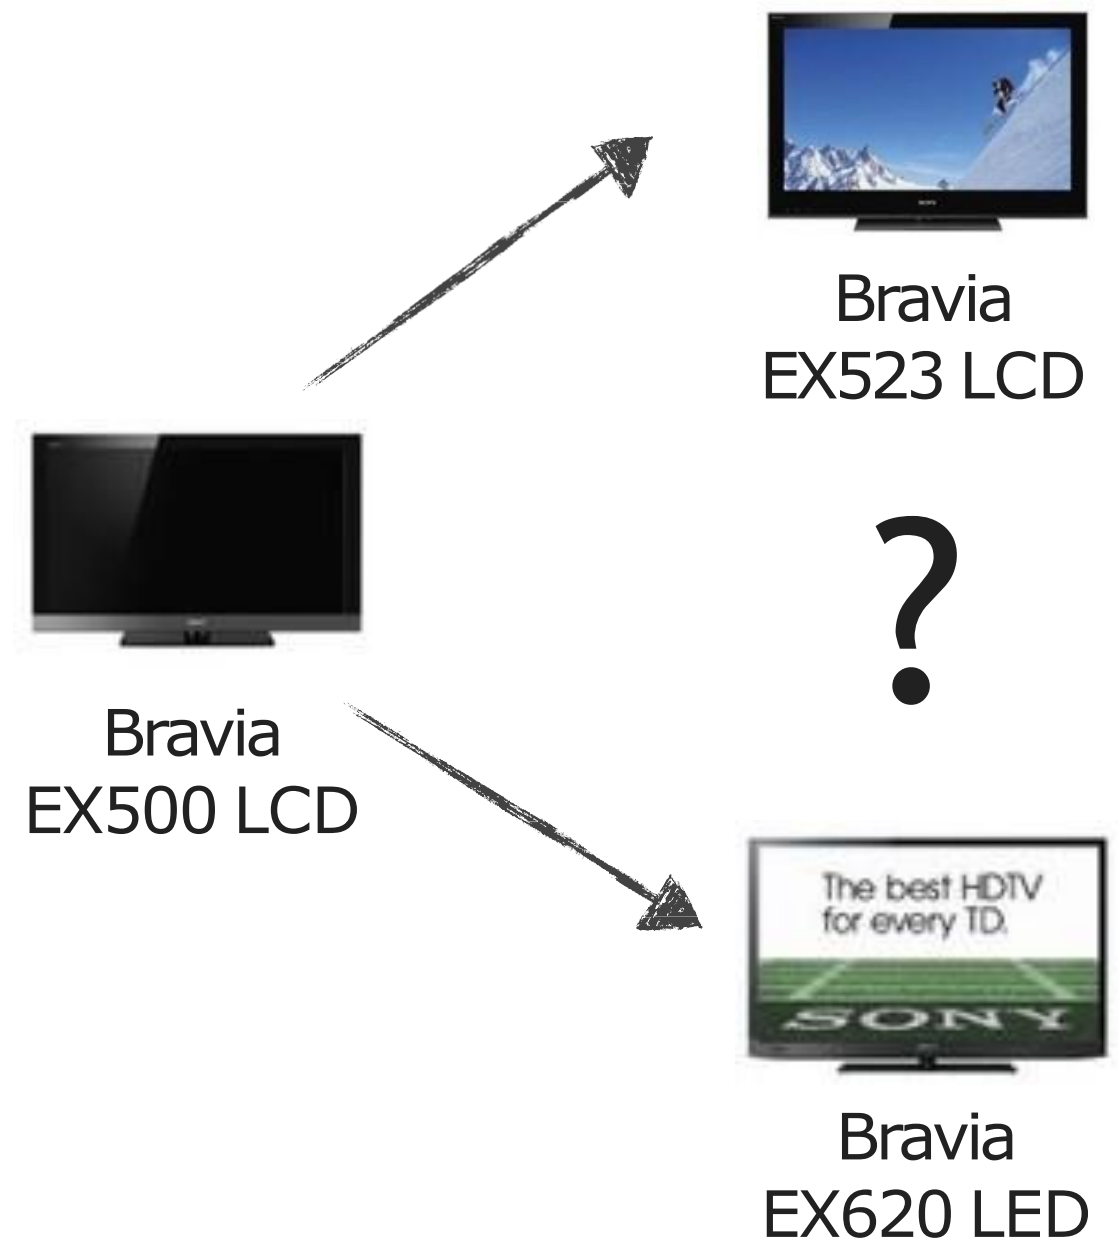 Bravia
EX523 LCD
Bravia
EX500 LCD
?
The best HDTV
for every TD.
SONY
Bravia
EX620 LED